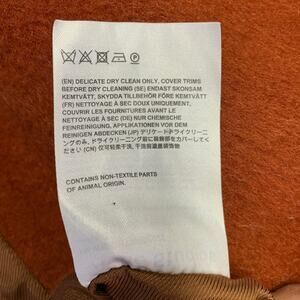 (EN) DELICATE DRY CLEAN ONLY, COVER TRIMS
BEFORE DRY CLEANING (SE) ENDAST SKONSAM
KEMTVÄTT, SKYDDA TILLBEHÖR FÖRE KEMTVÄTT
(FR) NETTOYAGE À SEC DOUX UNIQUEMENT,
COUVRIR LES FOURNITURES AVANT LE
NETTOYAGE À SEC (DE) NUR CHEMISCHE
FEINREINIGUNG, APPLIKATIONEN VOR DEM
REINIGEN ABDECKEN (JP) デリケートドライクリーニ
ングのみ、ドライクリーニング前に装飾をカバーしてく
ださい (CN) 仅可轻柔干洗, 干洗前遮盖装饰物
CONTAINS NON-TEXTILE PARTS
OF ANIMAL ORIGIN.